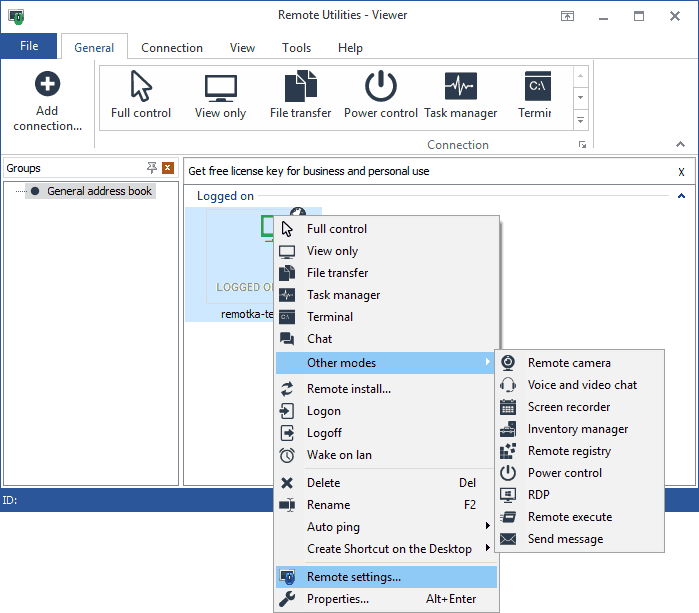 Remote Utilities - Viewer
File
General
Connection
View
Tools
Help
Add
connection...
Full control
View only
File transfer
Power control
Task manager
C:\
Connection
Groups
General address book
Get free license key for business and personal use
x
Logged on
LOGGED
Full control
View only
File transfer
Task manager
Terminal
Chat
Other modes
Remote install...
Logon
Logoff
Wake on lan
Delete Del
Rename F2
Auto ping
Create Shortcut on the Desktop
Remote settings...
Properties... Alt+Enter
Remote camera
Voice and video chat
Screen recorder
Inventory manager
Remote registry
Power control
RDP
Remote execute
Send message
ID: